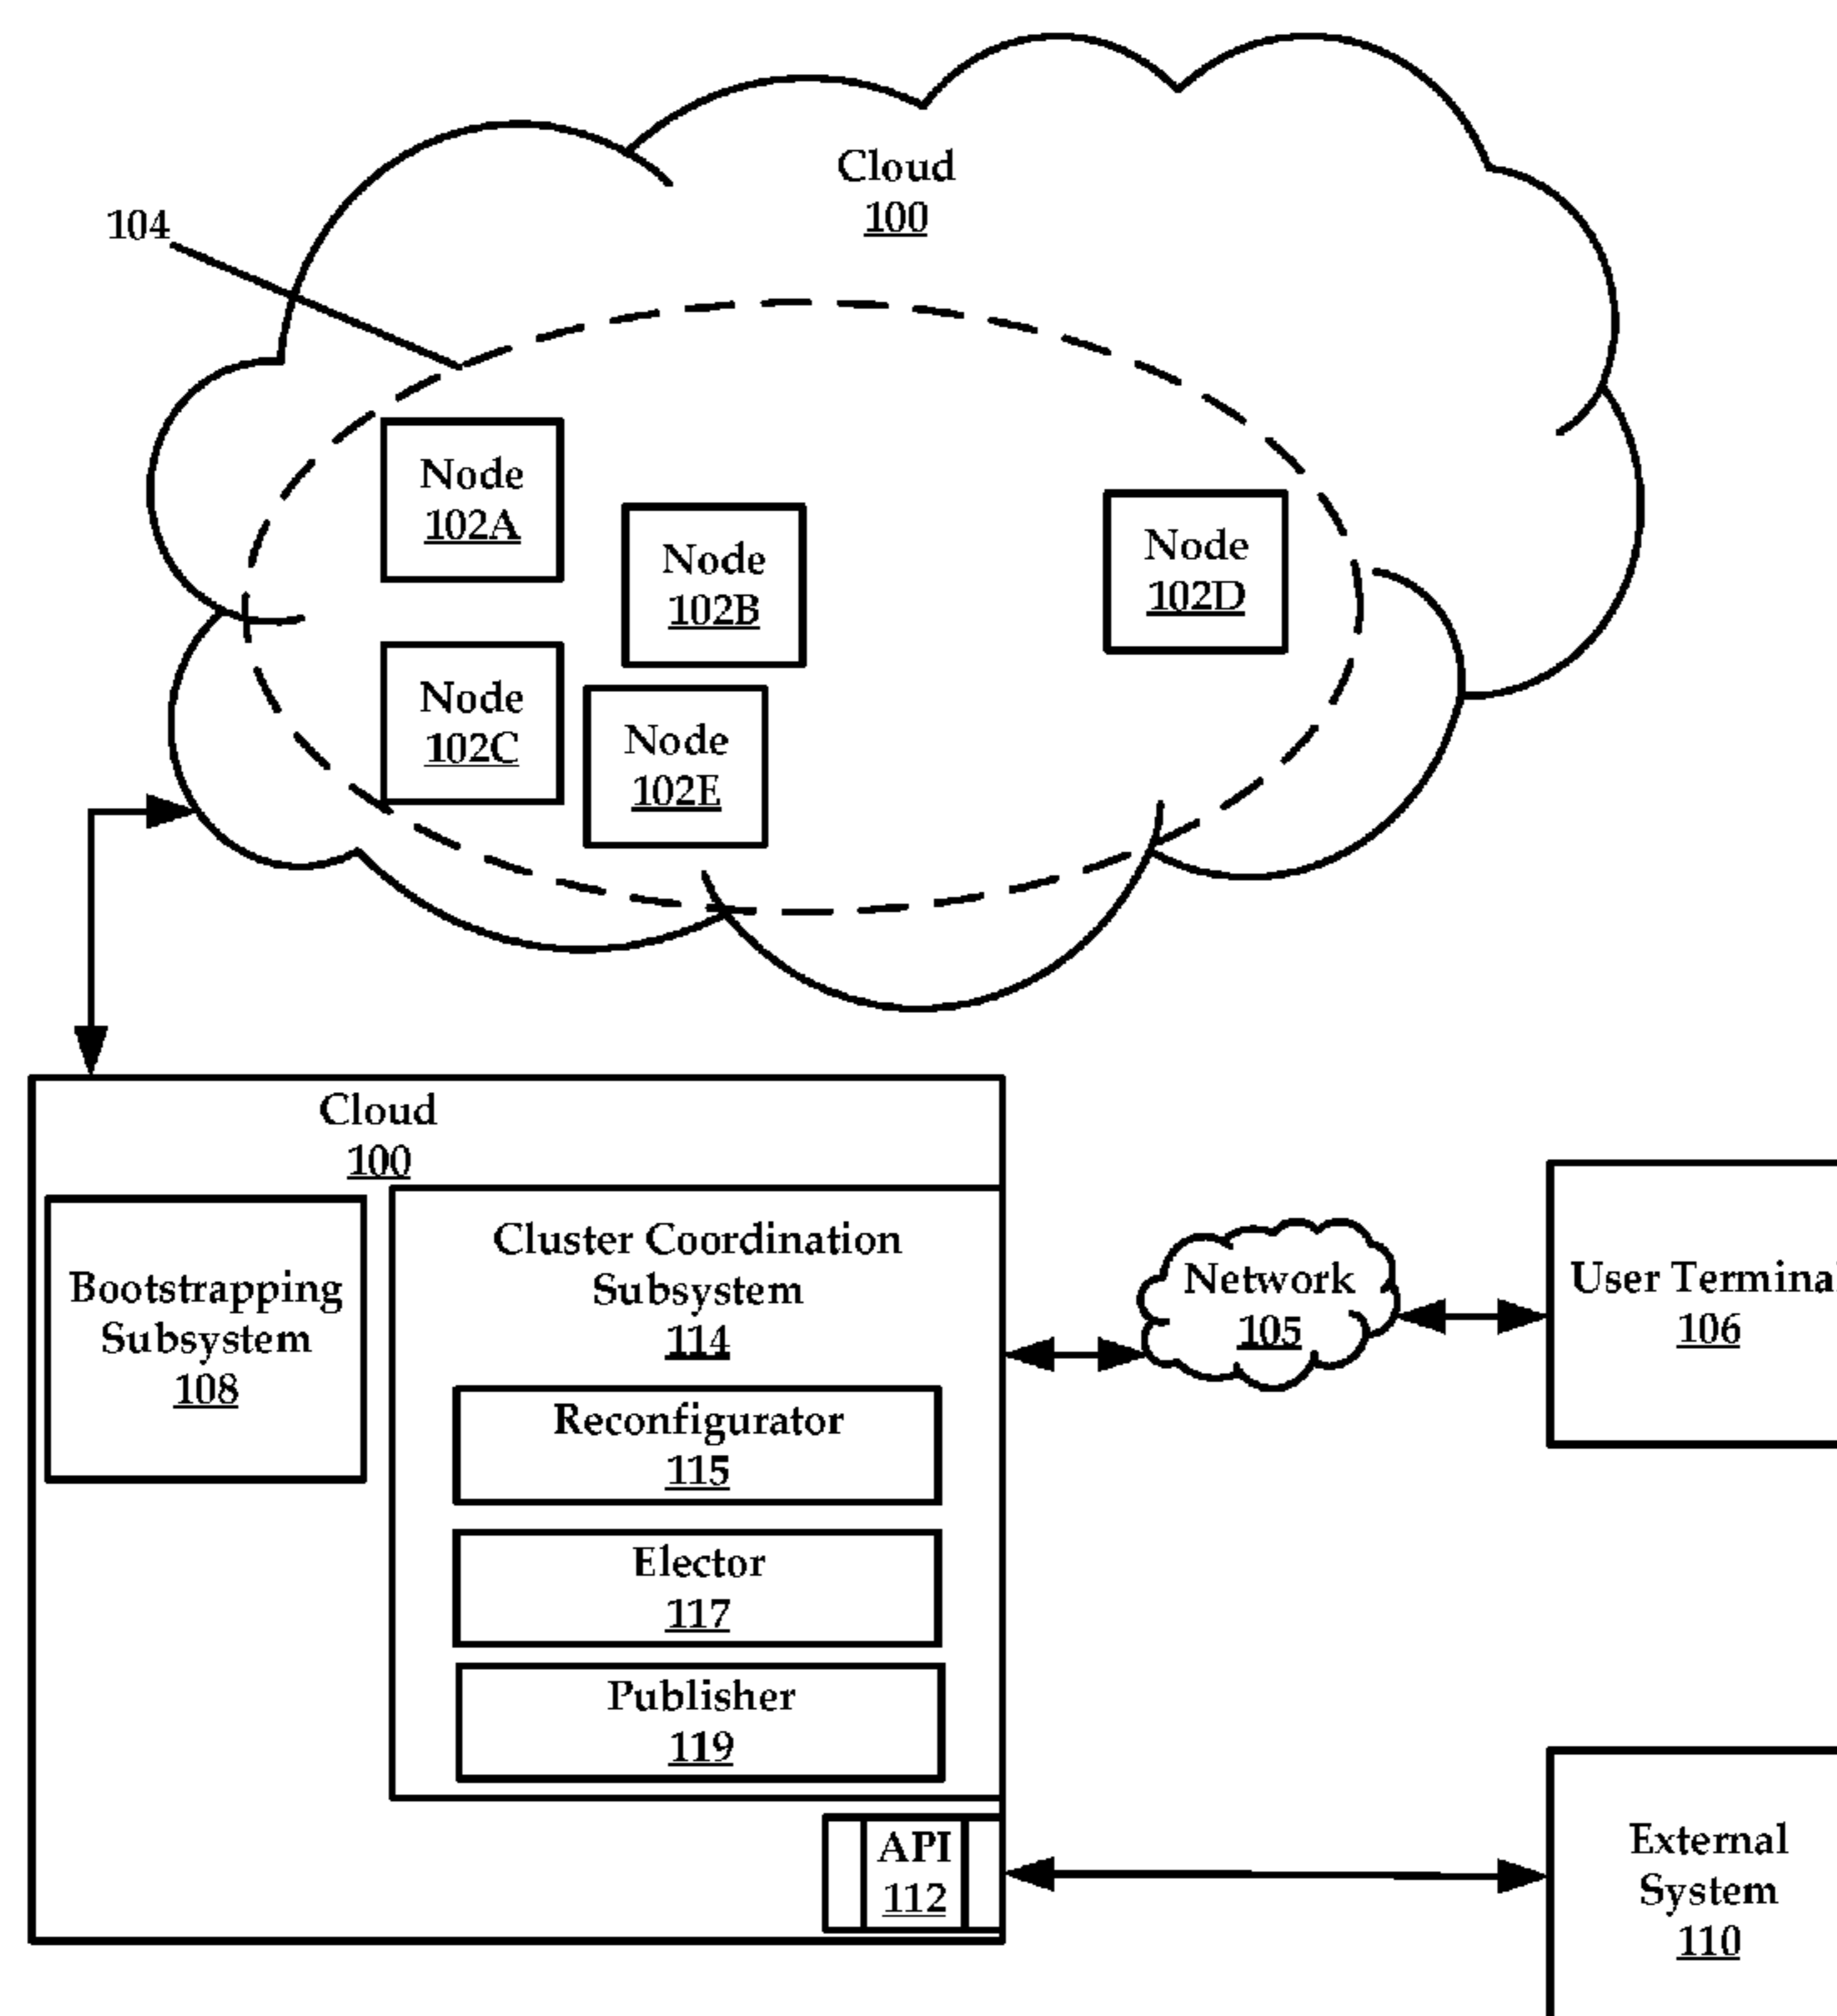 Cloud
100
104
Node
102A
Node
102B
Node
102D
Node
102C
Node
102E
Cloud
100
Bootstrapping
Subsystem
108
Cluster Coordination
Subsystem
114
Reconfigurator
115
Elector
117
Publisher
119
API
112
Network
105
User Terminal
106
External
System
110